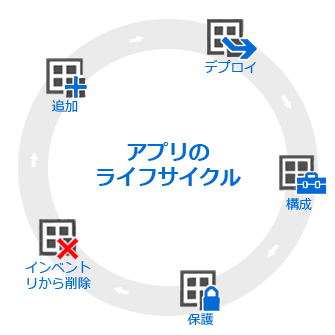 アプリの
ライフサイクル
追加
デプロイ
構成
保護
インベント
リから削除